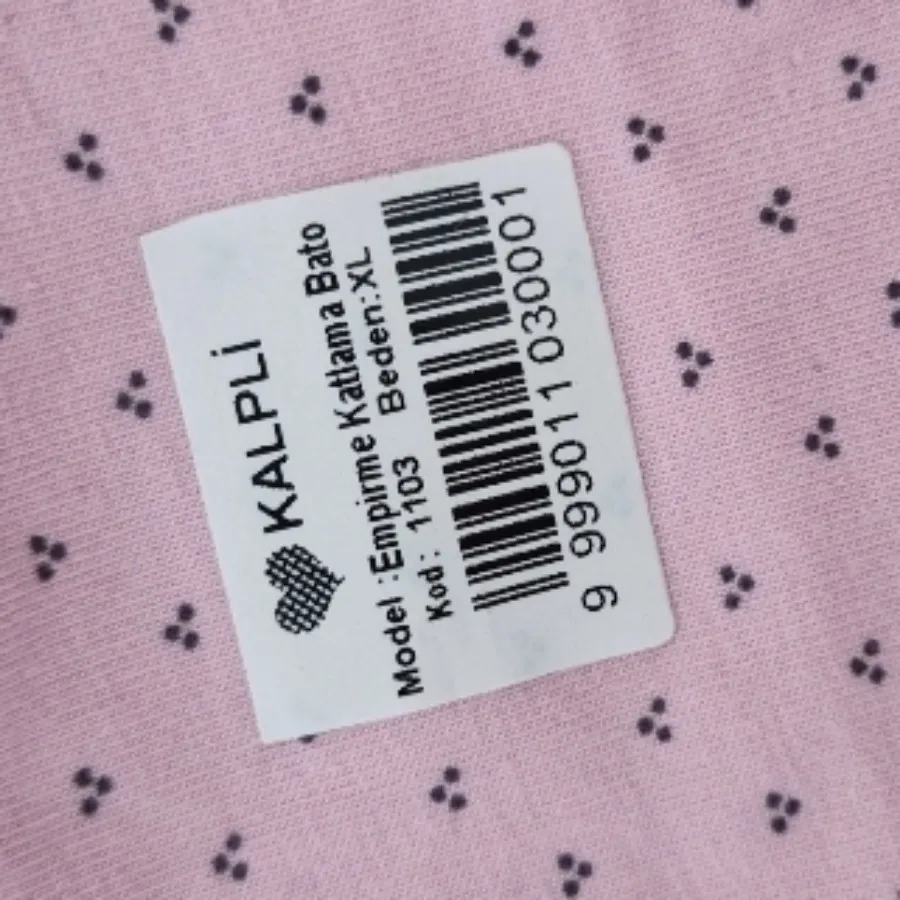 KALPLİ
Model :Empirme Katlama Bato
Kod: 1103 Beden:XL
9 999011 030001